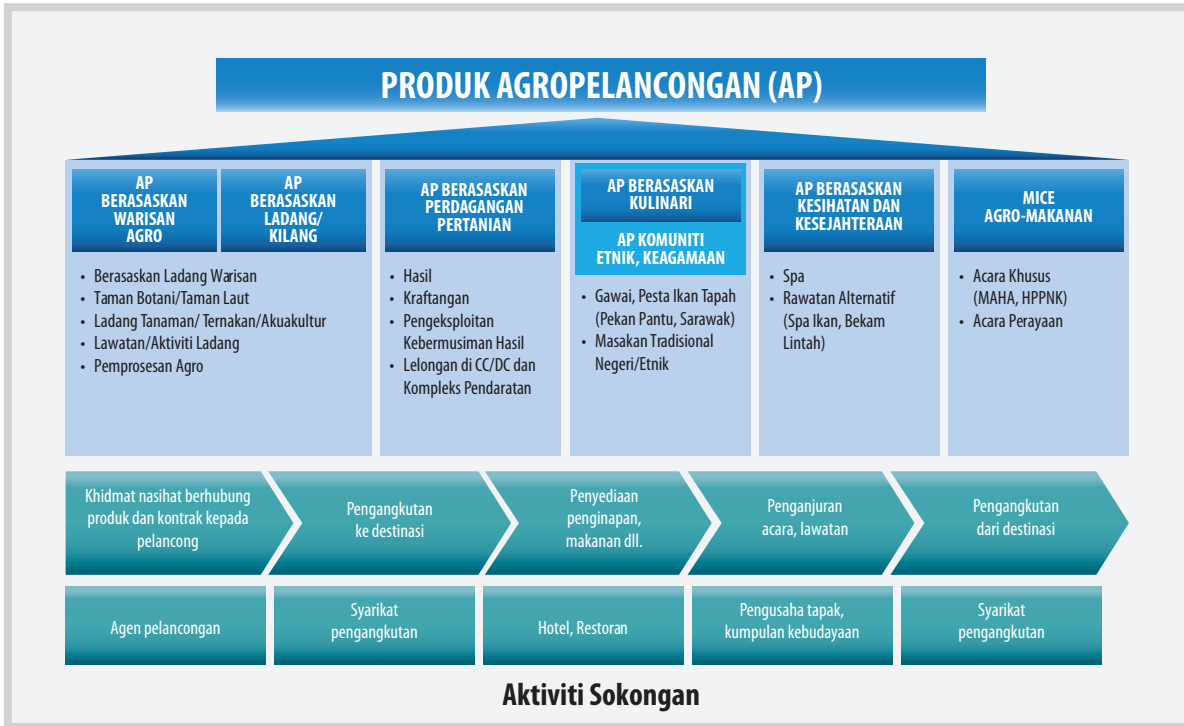 PRODUK AGROPELANCONGAN (AP)
AP
BERASASKAN
WARISAN
AGRO
AP
BERASASKAN
LADANG/
KILANG
• Berasaskan Ladang Warisan
• Taman Botani/Taman Laut
• Ladang Tanaman/ Ternakan/Akuakultur
• Lawatan/Aktiviti Ladang
• Pemprosesan Agro
AP BERASASKAN
PERDAGANGAN
PERTANIAN
• Hasil
• Kraftangan
• Pengeksploitan
Kebermusiman Hasil
• Lelongan di CC/DC dan
Kompleks Pendaratan
AP BERASASKAN
KULINARI
AP KOMUNITI
ETNIK, KEAGAMAAN
• Gawai, Pesta Ikan Tapah
(Pekan Pantu, Sarawak)
• Masakan Tradisional
Negeri/Etnik
AP BERASASKAN
KESIHATAN DAN
KESEJAHTERAAN
• Spa
• Rawatan Alternatif
(Spa Ikan, Bekam
Lintah)
MICE
AGRO-MAKANAN
• Acara Khusus
(MAHA, HPPNK)
• Acara Perayaan
Khidmat nasihat berhubung
produk dan kontrak kepada
pelancong
Pengangkutan
ke destinasi
Penyediaan
penginapan,
makanan dll.
Penganjuran
acara, lawatan
Pengangkutan
dari destinasi
Agen pelancongan
Syarikat
pengangkutan
Hotel, Restoran
Pengusaha tapak,
kumpulan kebudayaan
Syarikat
pengangkutan
Aktiviti Sokongan